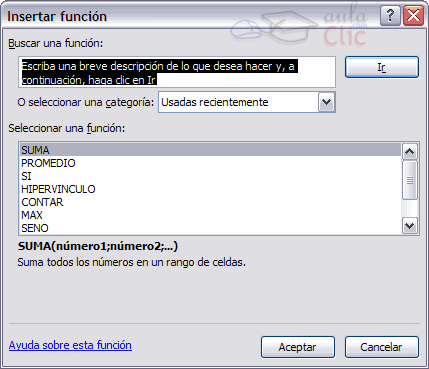 Insertar función
aula
Clic
Buscar una función:
Escriba una breve descripción de lo que desea hacer y, a
continuación, haga clic en Ir
Ir
O seleccionar una categoría:
Usadas recientemente
Seleccionar una función:
SUMA
PROMEDIO
SI
HIPERVINCULO
CONTAR
MAX
SENO
SUMA(número1;número2;...)
Suma todos los números en un rango de celdas.
Ayuda sobre esta función
Aceptar
Cancelar